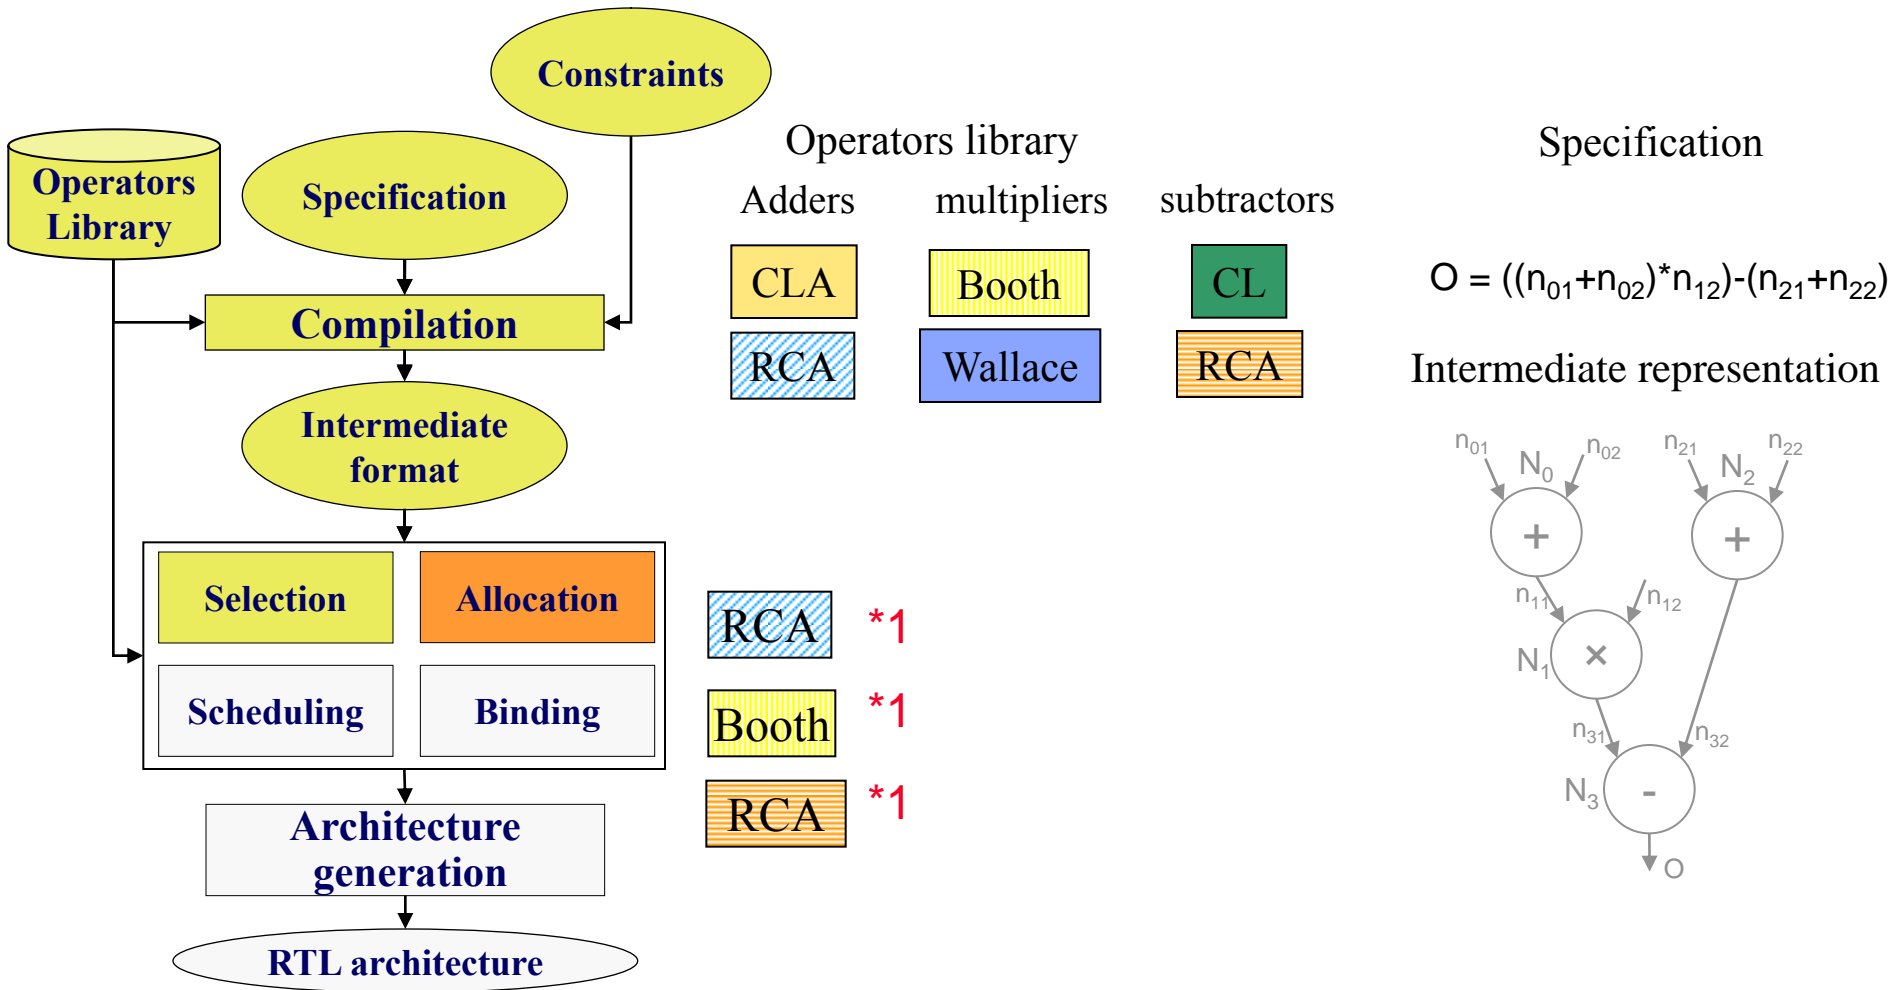 Constraints
Operators
Library
Specification
Compilation
Intermediate
format
Selection
Allocation
Scheduling
Binding
Architecture
generation
RTL architecture
Operators library
Adders multipliers subtractors
CLA Booth CL
RCA Wallace RCA
RCA *1
Booth *1
RCA *1
Specification
O = ((n₀₁+n₀₂)*n₁₂)-(n₂₁+n₂₂)
Intermediate representation
n₀₁ N₀ n₀₂ n₂₁ N₂ n₂₂
+ +
n₁₁ n₁₂
N₁ ×
n₃₁ n₃₂
N₃ -
O